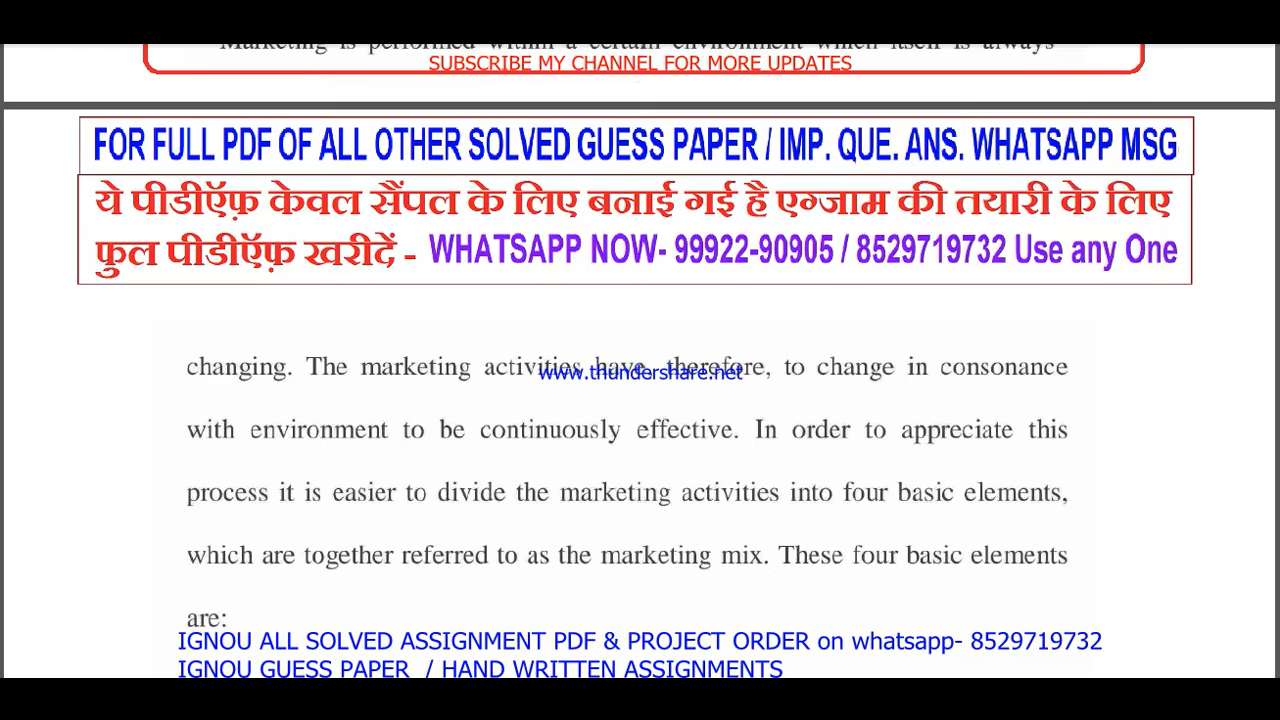 Marketing is performed within a certain environment which itself is always
SUBSCRIBE MY CHANNEL FOR MORE UPDATES
FOR FULL PDF OF ALL OTHER SOLVED GUESS PAPER / IMP. QUE. ANS. WHATSAPP MSG
ये पीडीऍफ़ केवल सैंपल के लिए बनाई गई है एग्जाम की तयारी के लिए
फुल पीडीऍफ़ खरीदें - WHATSAPP NOW- 99922-90905 / 8529719732 Use any One
changing. The marketing activities have, therefore, to change in consonance
www.thundershare.net
with environment to be continuously effective. In order to appreciate this
process it is easier to divide the marketing activities into four basic elements,
which are together referred to as the marketing mix. These four basic elements
are:
IGNOU ALL SOLVED ASSIGNMENT PDF & PROJECT ORDER on whatsapp- 8529719732
IGNOU GUESS PAPER / HAND WRITTEN ASSIGNMENTS